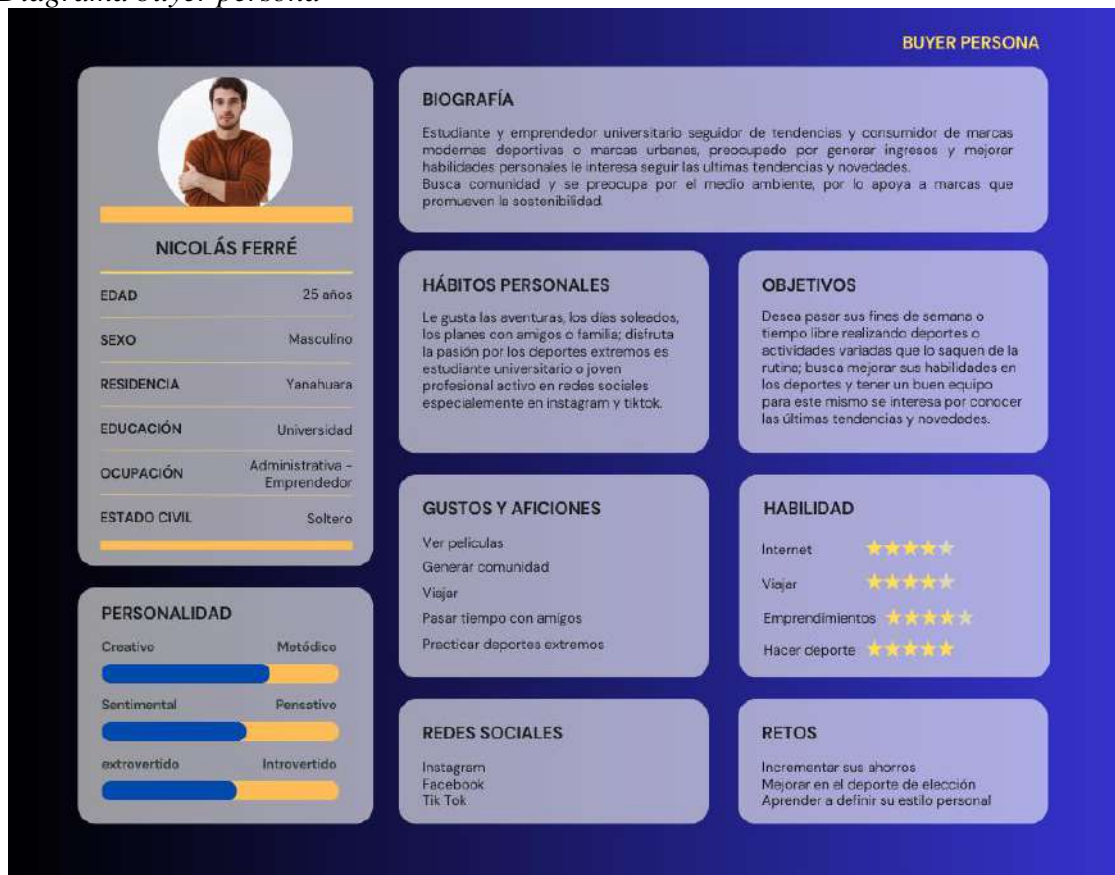 Diagrama buyer persona
BUYER PERSONA
NICOLÁS FERRÉ
EDAD 25 años
SEXO Masculino
RESIDENCIA Yanahuara
EDUCACIÓN Universidad
OCUPACIÓN Administrativa -
Emprendedor
ESTADO CIVIL Soltero
PERSONALIDAD
Creativo Metódico
Sentimental Pensativo
extrovertido Introvertido
BIOGRAFÍA
Estudiante y emprendedor universitario seguidor de tendencias y consumidor de marcas
modernas deportivas o marcas urbanas, preocupado por generar ingresos y mejorar
habilidades personales le interesa seguir las ultimas tendencias y novedades.
Busca comunidad y se preocupa por el medio ambiente, por lo apoya a marcas que
promueven la sostenibilidad.
HÁBITOS PERSONALES
Le gusta las aventuras, los días soleados,
los planes con amigos o familia; disfruta
la pasión por los deportes extremos es
estudiante universitario o joven
profesional activo en redes sociales
especialemente en instagram y tiktok.
OBJETIVOS
Desea pasar sus fines de semana o
tiempo libre realizando deportes o
actividades variadas que lo saquen de la
rutina; busca mejorar sus habilidades en
los deportes y tener un buen equipo
para este mismo se interesa por conocer
las últimas tendencias y novedades.
GUSTOS Y AFICIONES
Ver películas
Generar comunidad
Viajar
Pasar tiempo con amigos
Practicar deportes extremos
HABILIDAD
Internet
Viajar
Emprendimientos
Hacer deporte
REDES SOCIALES
Instagram
Facebook
Tik Tok
RETOS
Incrementar sus ahorros
Mejorar en el deporte de elección
Aprender a definir su estilo personal